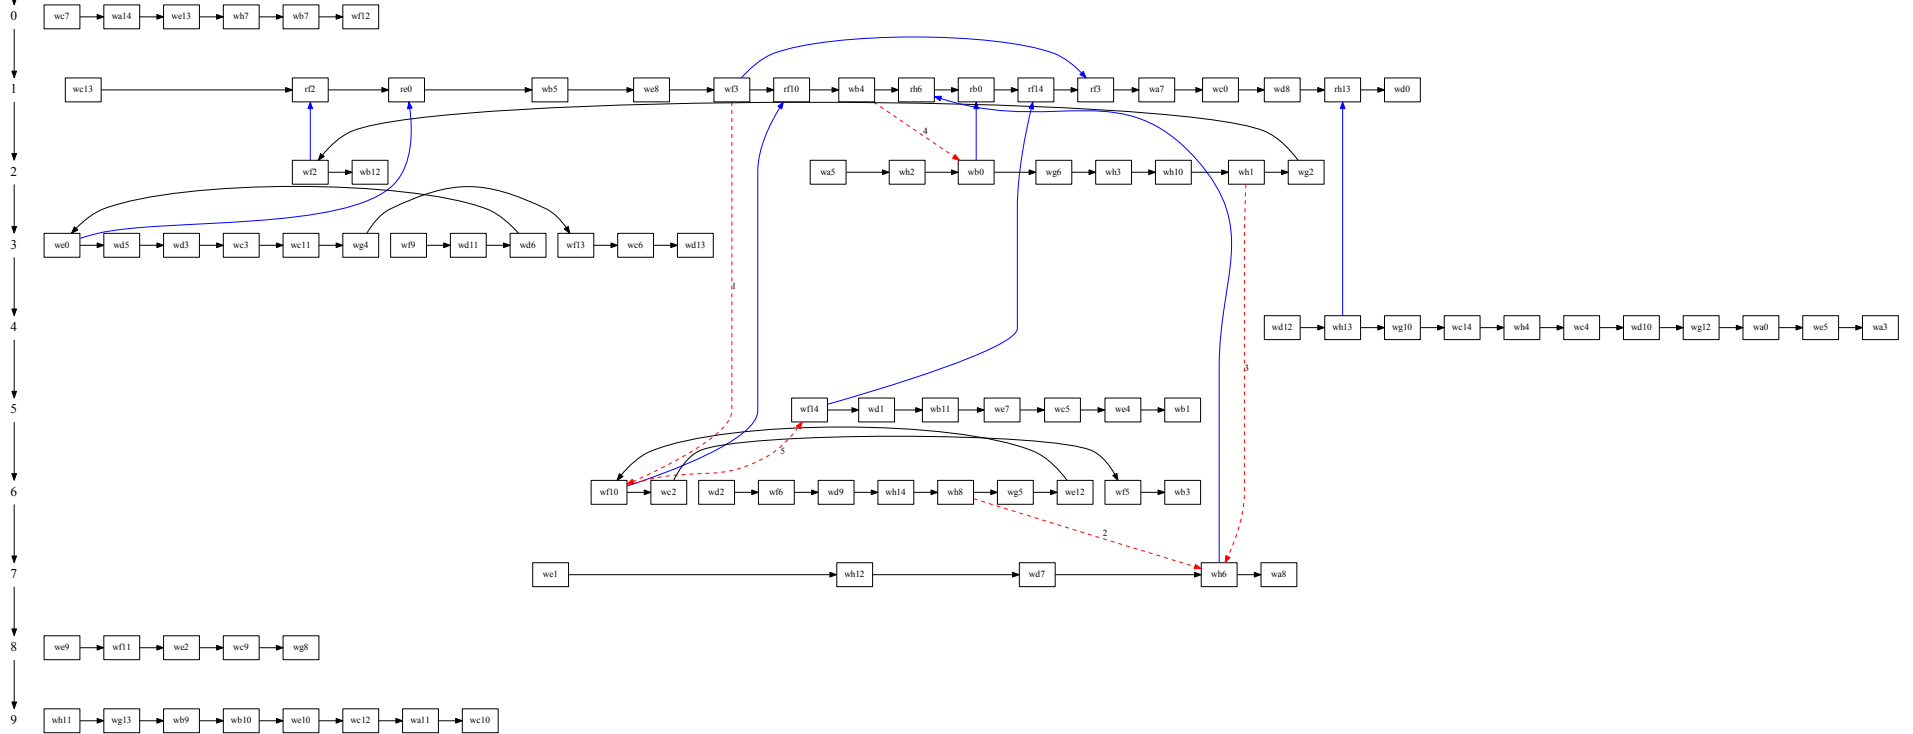 0 wc7 wa14 we13 wh7 wb7 wf12
1 wc13 rf2 re0 wb5 we8 wf3 rf10 wb4 rh6 rb0 rf14 rf3 wa7 wc0 wd8 rh13 wd0
4
2 wf2 wb12 wa5 wh2 wb0 wg6 wh3 wh10 wh1 wg2
3 we0 wd5 wd3 wc3 wc11 wg4 wf9 wd11 wd6 wf13 wc6 wd13
1
4 wd12 wh13 wg10 wc14 wh4 wc4 wd10 wg12 wa0 we5 wa3
3
5 wf14 wd1 wb11 we7 wc5 we4 wb1
5
6 wf10 wc2 wd2 wf6 wd9 wh14 wh8 wg5 we12 wf5 wb3
2
7 we1 wh12 wd7 wh6 wa8
8 we9 wf11 we2 wc9 wg8
9 wh11 wg13 wb9 wb10 we10 wc12 wa11 wc10